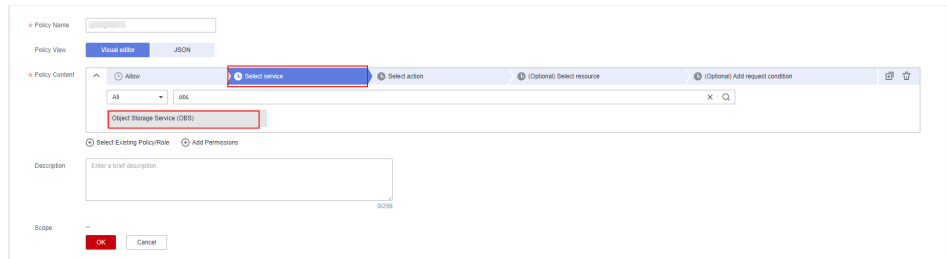 * Policy Name
Policy View Visual editor JSON
* Policy Content Allow Select service Select action (Optional) Select resource (Optional) Add request condition
All obs
Object Storage Service (OBS)
Select Existing Policy/Role Add Permissions
Description Enter a brief description.
0/256
Scope --
OK Cancel